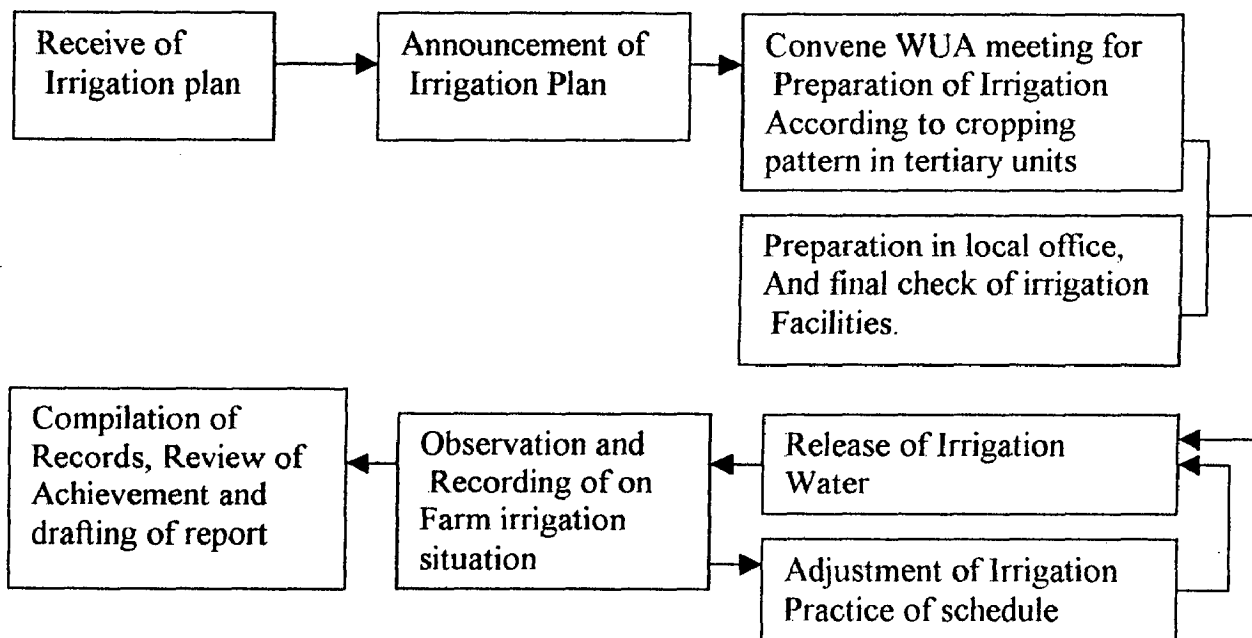 Receive of
Irrigation plan
Announcement of
Irrigation Plan
Convene WUA meeting for
Preparation of Irrigation
According to cropping
pattern in tertiary units
Preparation in local office,
And final check of irrigation
Facilities.
Compilation of
Records, Review of
Achievement and
drafting of report
Observation and
Recording of on
Farm irrigation
situation
Release of Irrigation
Water
Adjustment of Irrigation
Practice of schedule